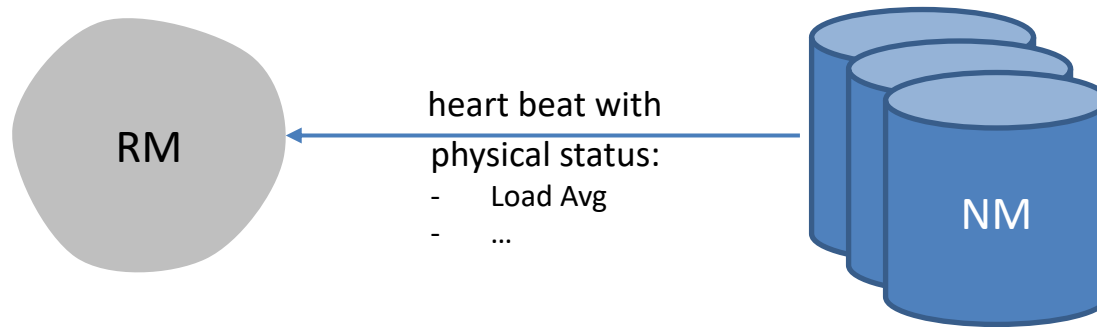 RM
heart beat with
physical status:
- Load Avg
- …
NM